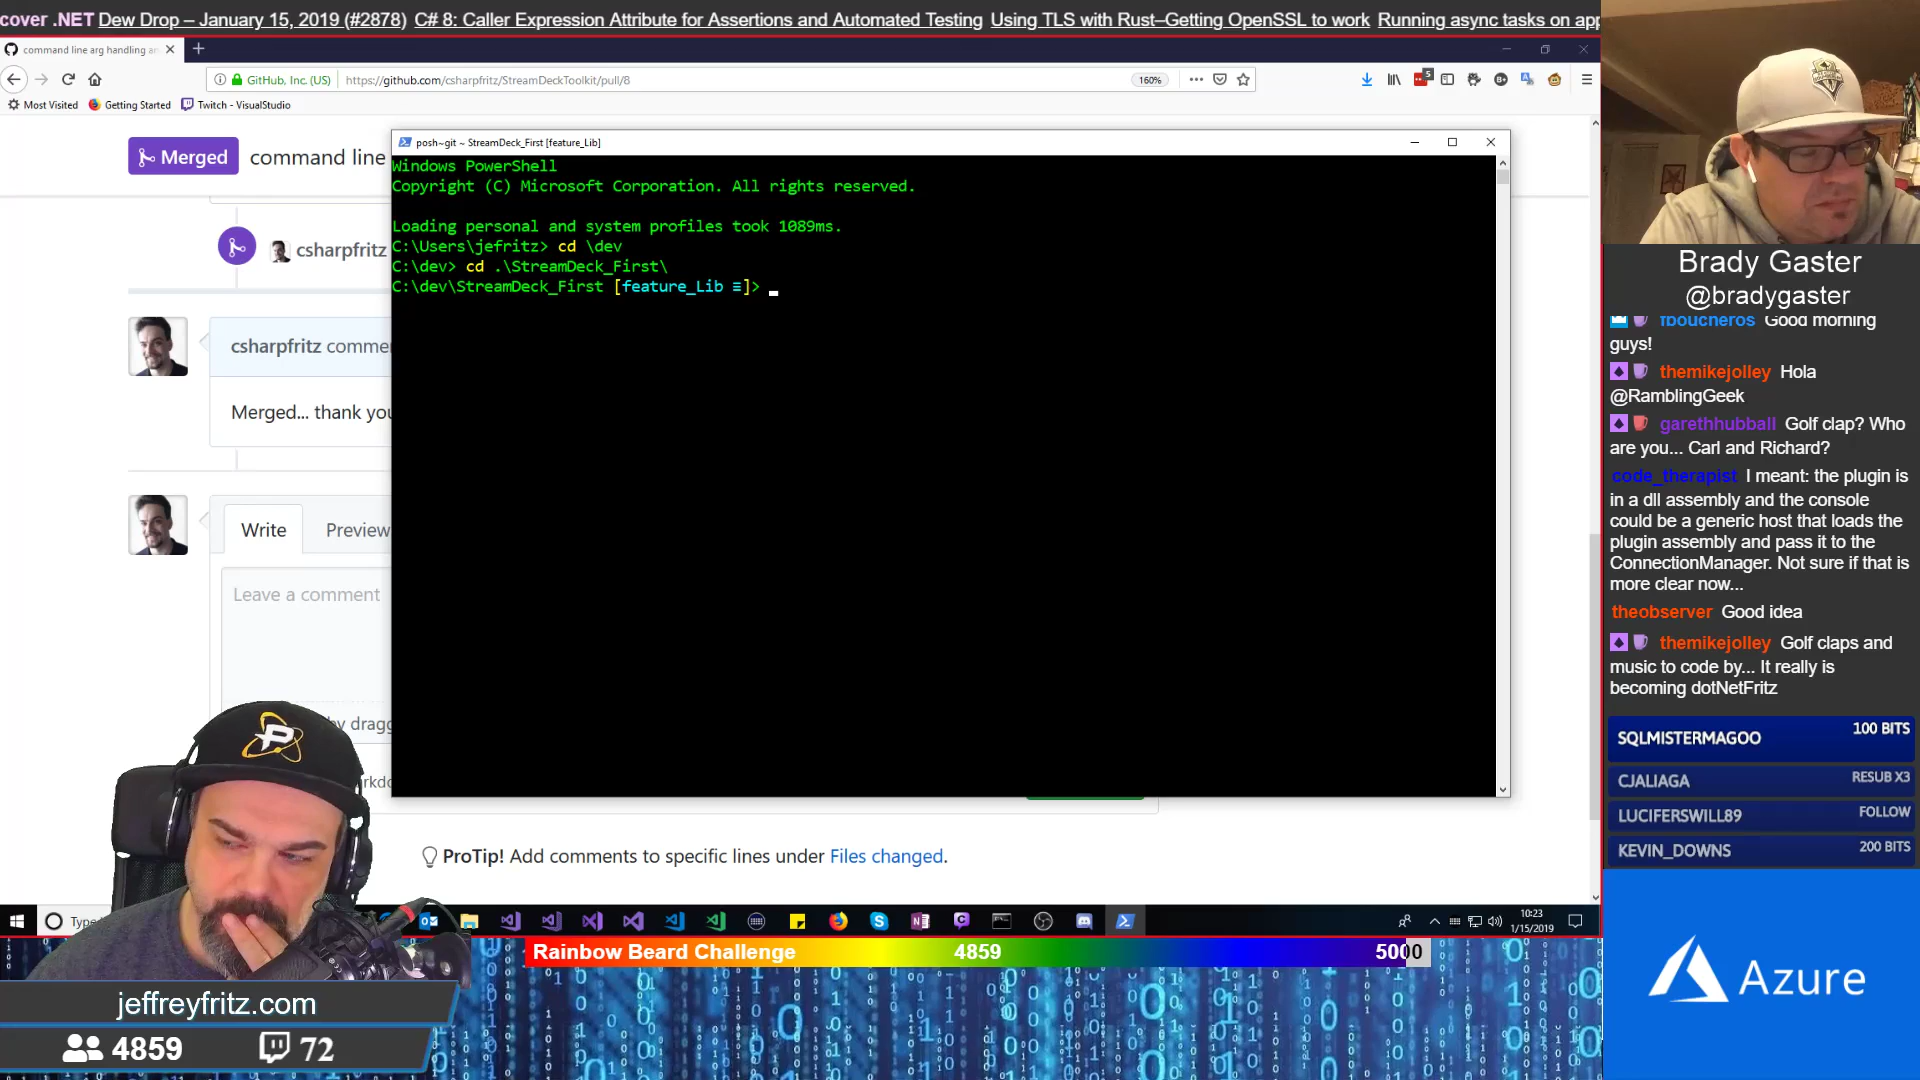 cover .NET Dew Drop – January 15, 2019 (#2878) C# 8: Caller Expression Attribute for Assertions and Automated Testing Using TLS with Rust–Getting OpenSSL to work Running async tasks on app
command line arg handling an
GitHub, Inc. (US) https://github.com/csharpfritz/StreamDeckToolkit/pull/8 160%
Most Visited Getting Started Twitch - VisualStudio
Merged command line
csharpfritz
csharpfritz comme
Merged... thank you
Write Preview
Leave a comment
by dragg
arkdo
ProTip! Add comments to specific lines under Files changed.
posh~git ~ StreamDeck_First [feature_Lib]
Windows PowerShell
Copyright (C) Microsoft Corporation. All rights reserved.
Loading personal and system profiles took 1089ms.
C:\Users\jefritz> cd \dev
C:\dev> cd .\StreamDeck_First\
C:\dev\StreamDeck_First [feature_Lib ≡]>
Type
10:23
1/15/2019
Rainbow Beard Challenge 4859 5000
jeffreyfritz.com
4859 72
Brady Gaster
@bradygaster
fboucheros Good morning
guys!
themikejolley Hola
@RamblingGeek
garethhubball Golf clap? Who
are you... Carl and Richard?
code_therapist I meant: the plugin is
in a dll assembly and the console
could be a generic host that loads the
plugin assembly and pass it to the
ConnectionManager. Not sure if that is
more clear now...
theobserver Good idea
themikejolley Golf claps and
music to code by... It really is
becoming dotNetFritz
SQLMISTERMAGOO 100 BITS
CJALIAGA RESUB X3
LUCIFERSWILL89 FOLLOW
KEVIN_DOWNS 200 BITS
Azure